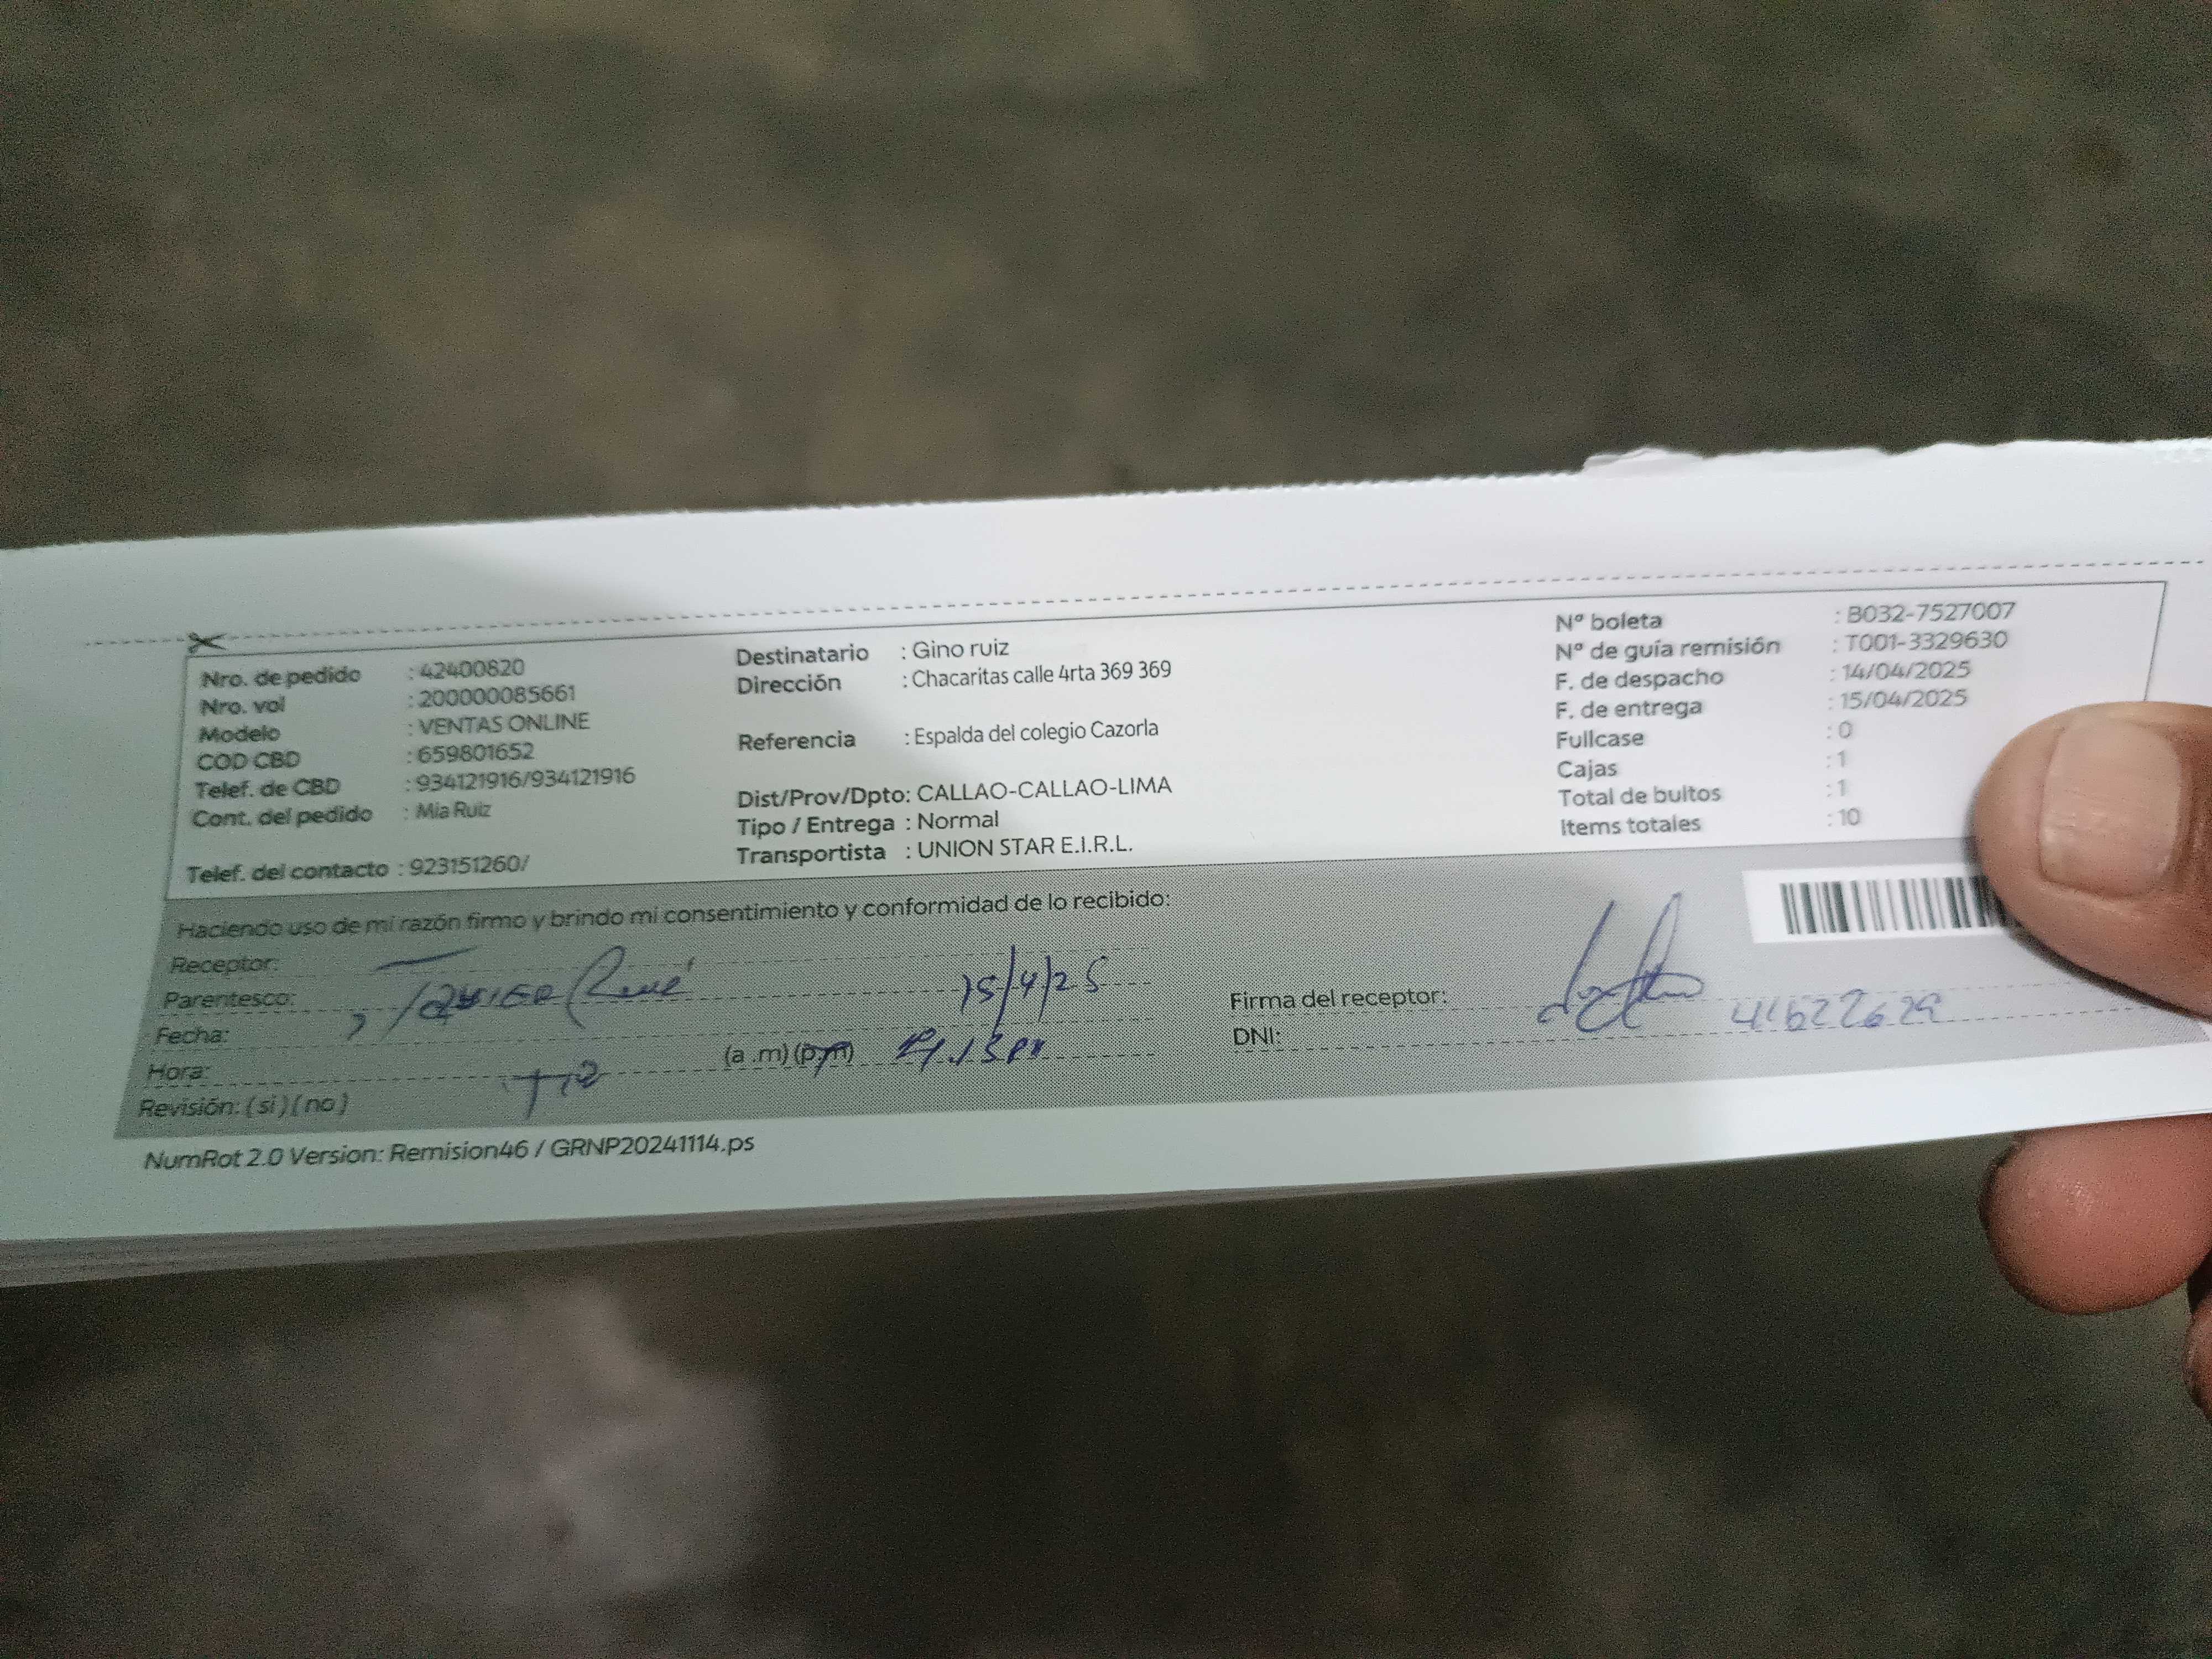 Nro. de pedido : 42400820
Nro. vol : 200000085661
Modelo : VENTAS ONLINE
COD CBD : 659801652
Telef. de CBD : 934121916/934121916
Cont. del pedido : Mia Ruiz
Telef. del contacto : 923151260/
Destinatario : Gino ruiz
Dirección : Chacaritas calle 4rta 369 369
Referencia : Espalda del colegio Cazorla
Dist/Prov/Dpto: CALLAO-CALLAO-LIMA
Tipo / Entrega : Normal
Transportista : UNION STAR E.I.R.L.
Nº boleta : B032-7527007
Nº de guía remisión : T001-3329630
F. de despacho : 14/04/2025
F. de entrega : 15/04/2025
Fullcase : 0
Cajas : 1
Total de bultos : 1
Items totales : 10
Haciendo uso de mi razón firmo y brindo mi consentimiento y conformidad de lo recibido:
Receptor:
Parentesco: René
Fecha: 15/4/25
Hora: (a .m) (p.m)
Revisión: ( si ) ( no )
Firma del receptor:
DNI:
NumRot 2.0 Version: Remision46 / GRNP20241114.ps